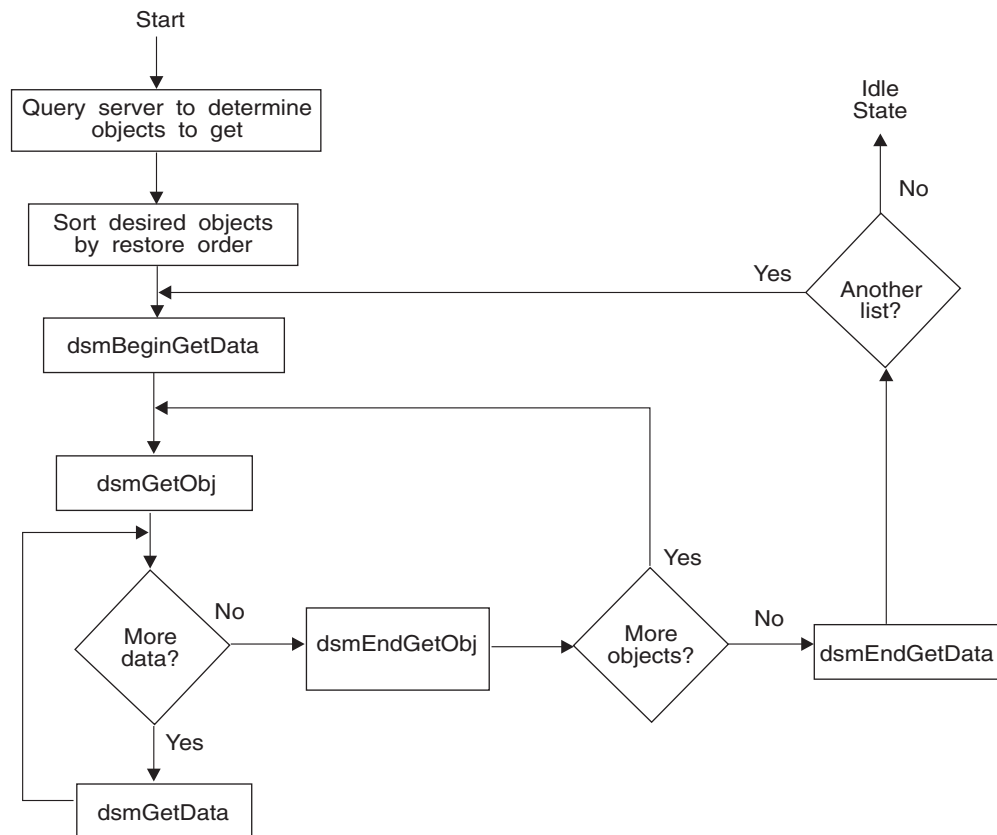 Start
Query server to determine
objects to get
Sort desired objects
by restore order
dsmBeginGetData
dsmGetObj
More
data?
No
Yes
dsmGetData
dsmEndGetObj
More
objects?
Yes
No
dsmEndGetData
Another
list?
Yes
No
Idle
State